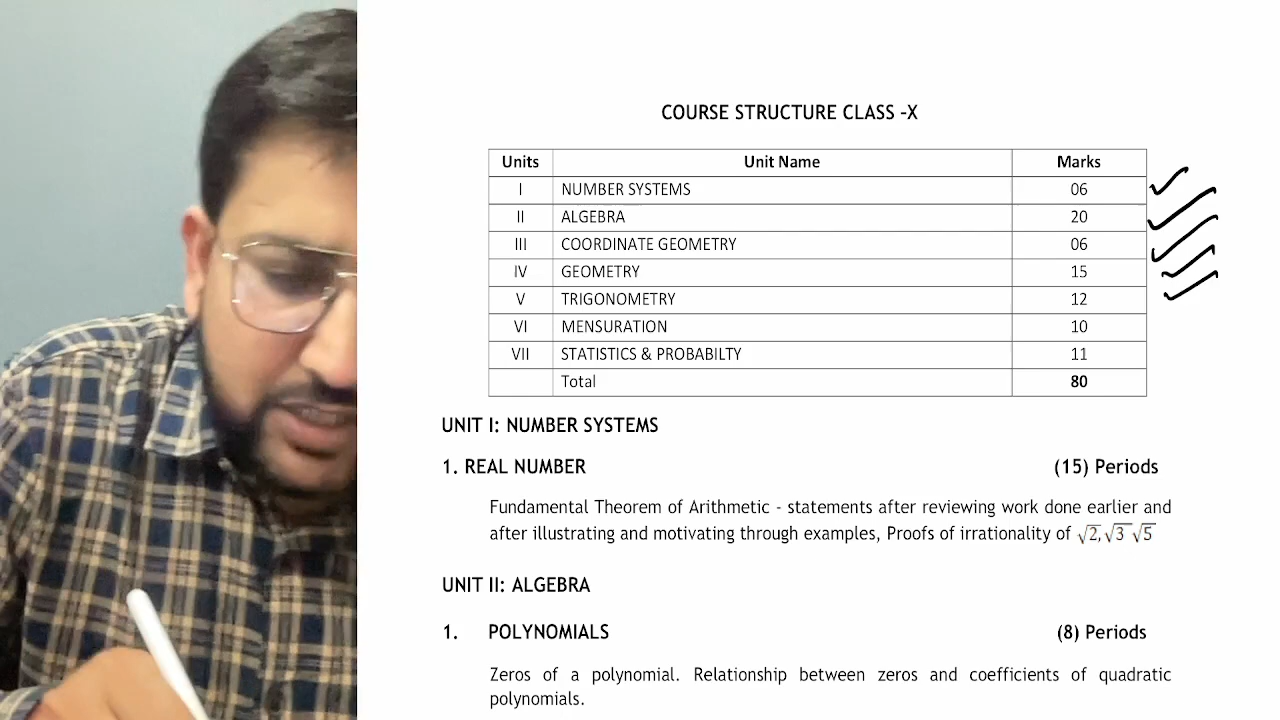 COURSE STRUCTURE CLASS -X
Units Unit Name Marks
I NUMBER SYSTEMS 06
II ALGEBRA 20
III COORDINATE GEOMETRY 06
IV GEOMETRY 15
V TRIGONOMETRY 12
VI MENSURATION 10
VII STATISTICS & PROBABILTY 11
Total 80
UNIT I: NUMBER SYSTEMS
1. REAL NUMBER (15) Periods
Fundamental Theorem of Arithmetic - statements after reviewing work done earlier and
after illustrating and motivating through examples, Proofs of irrationality of √2, √3 √5
UNIT II: ALGEBRA
1. POLYNOMIALS (8) Periods
Zeros of a polynomial. Relationship between zeros and coefficients of quadratic
polynomials.